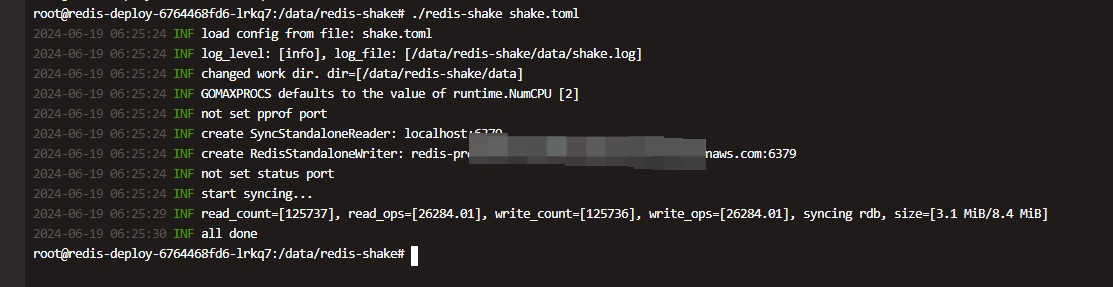 root@redis-deploy-6764468fd6-lrkq7:/data/redis-shake# ./redis-shake shake.toml
2024-06-19 06:25:24 INF load config from file: shake.toml
2024-06-19 06:25:24 INF log_level: [info], log_file: [/data/redis-shake/data/shake.log]
2024-06-19 06:25:24 INF changed work dir. dir=[/data/redis-shake/data]
2024-06-19 06:25:24 INF GOMAXPROCS defaults to the value of runtime.NumCPU [2]
2024-06-19 06:25:24 INF not set pprof port
2024-06-19 06:25:24 INF create SyncStandaloneReader: localhost:6379
2024-06-19 06:25:24 INF create RedisStandaloneWriter: redis-pr naws.com:6379
2024-06-19 06:25:24 INF not set status port
2024-06-19 06:25:24 INF start syncing...
2024-06-19 06:25:29 INF read_count=[125737], read_ops=[26284.01], write_count=[125736], write_ops=[26284.01], syncing rdb, size=[3.1 MiB/8.4 MiB]
2024-06-19 06:25:30 INF all done
root@redis-deploy-6764468fd6-lrkq7:/data/redis-shake#